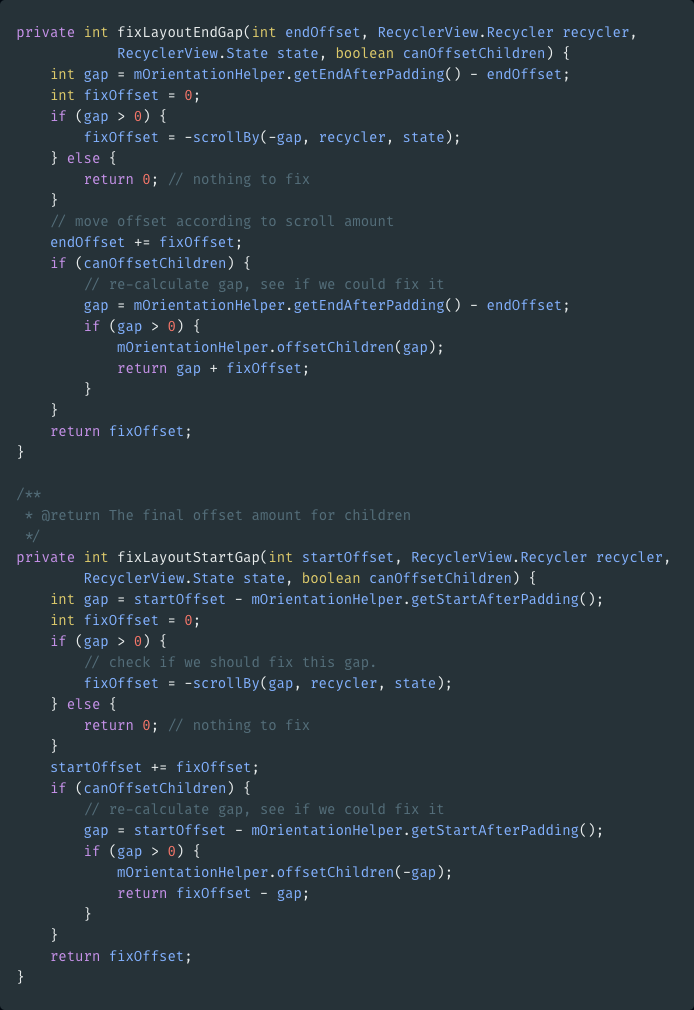 private int fixLayoutEndGap(int endOffset, RecyclerView.Recycler recycler,
            RecyclerView.State state, boolean canOffsetChildren) {
    int gap = mOrientationHelper.getEndAfterPadding() - endOffset;
    int fixOffset = 0;
    if (gap > 0) {
        fixOffset = -scrollBy(-gap, recycler, state);
    } else {
        return 0; // nothing to fix
    }
    // move offset according to scroll amount
    endOffset += fixOffset;
    if (canOffsetChildren) {
        // re-calculate gap, see if we could fix it
        gap = mOrientationHelper.getEndAfterPadding() - endOffset;
        if (gap > 0) {
            mOrientationHelper.offsetChildren(gap);
            return gap + fixOffset;
        }
    }
    return fixOffset;
}

/**
 * @return The final offset amount for children
 */
private int fixLayoutStartGap(int startOffset, RecyclerView.Recycler recycler,
        RecyclerView.State state, boolean canOffsetChildren) {
    int gap = startOffset - mOrientationHelper.getStartAfterPadding();
    int fixOffset = 0;
    if (gap > 0) {
        // check if we should fix this gap.
        fixOffset = -scrollBy(gap, recycler, state);
    } else {
        return 0; // nothing to fix
    }
    startOffset += fixOffset;
    if (canOffsetChildren) {
        // re-calculate gap, see if we could fix it
        gap = startOffset - mOrientationHelper.getStartAfterPadding();
        if (gap > 0) {
            mOrientationHelper.offsetChildren(-gap);
            return fixOffset - gap;
        }
    }
    return fixOffset;
}